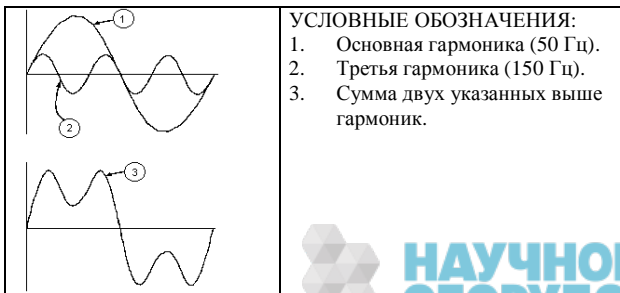 1
2
3
УСЛОВНЫЕ ОБОЗНАЧЕНИЯ:
1. Основная гармоника (50 Гц).
2. Третья гармоника (150 Гц).
3. Сумма двух указанных выше
гармоник.